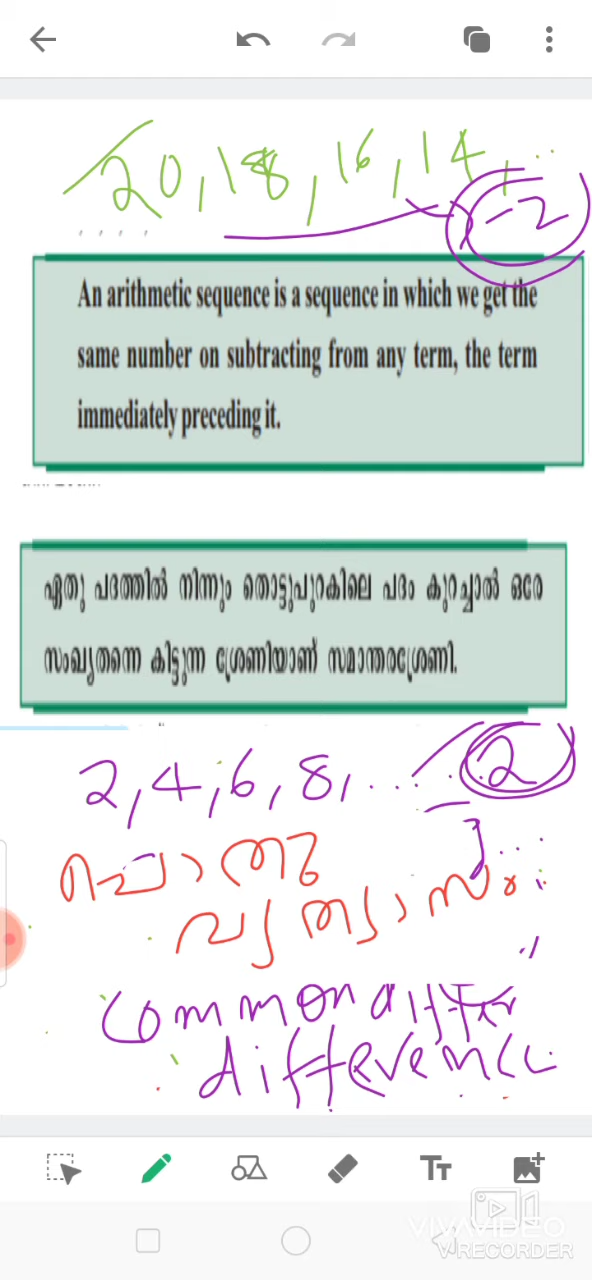 20, 18, 16, 14, ...
-2
An arithmetic sequence is a sequence in which we get the
same number on subtracting from any term, the term
immediately preceding it.
ഏതു പദത്തിൽ നിന്നും തൊട്ടുപുറകിലെ പദം കുറച്ചാൽ ഒരേ
സംഖ്യതന്നെ കിട്ടുന്ന ശ്രേണിയാണ് സമാന്തരശ്രേണി.
2, 4, 6, 8, ... 2
പൊതു
വ്യത്യാസം
common differ
difference
Tт
VIVAVIDEO
V RECORDER